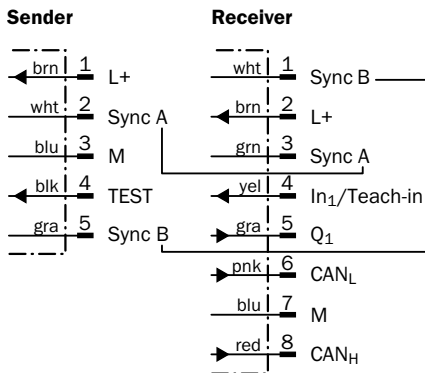 Sender
brn 1 L+
wht 2 Sync A
blu 3 M
blk 4 TEST
gra 5 Sync B
Receiver
wht 1 Sync B
brn 2 L+
grn 3 Sync A
yel 4 In1/Teach-in
gra 5 Q1
pnk 6 CANL
blu 7 M
red 8 CANH